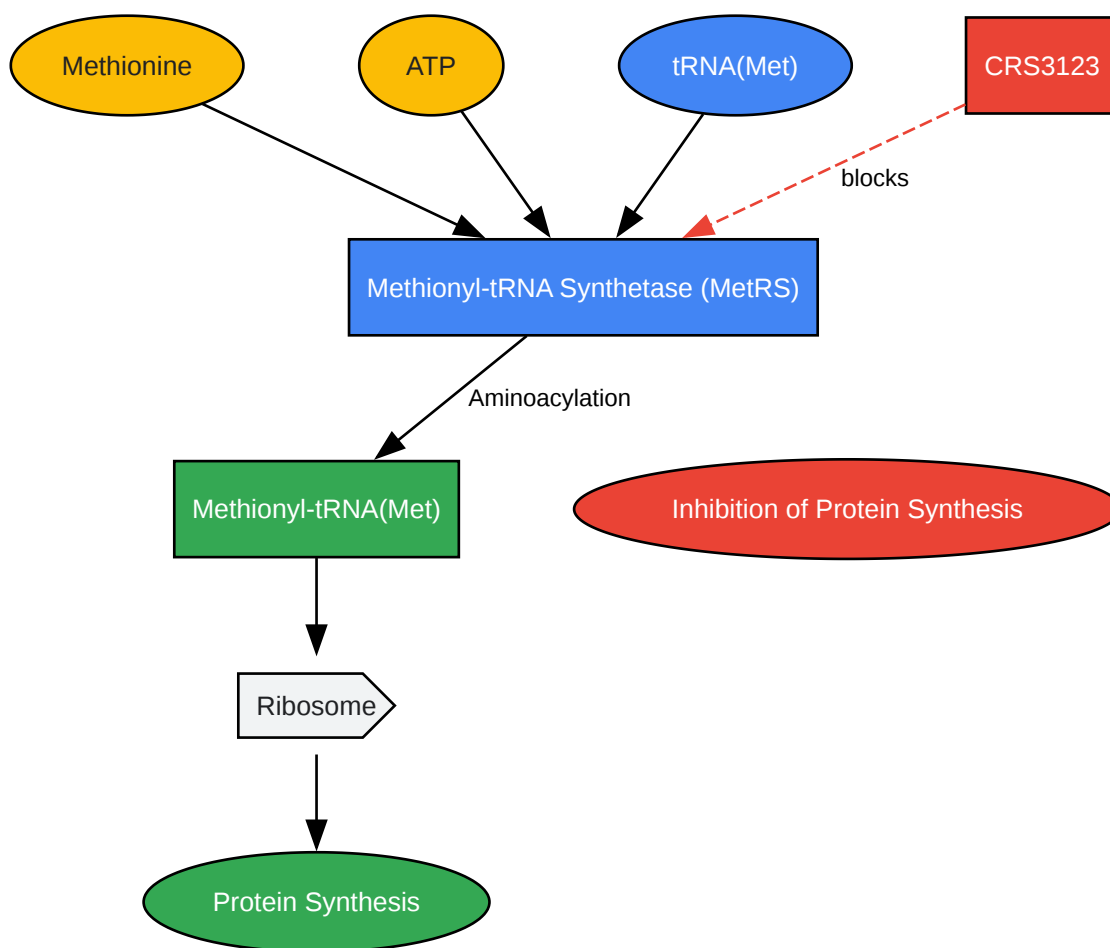 Methionine
ATP
tRNA(Met)
CRS3123
blocks
Methionyl-tRNA Synthetase (MetRS)
Aminoacylation
Methionyl-tRNA(Met)
Inhibition of Protein Synthesis
Ribosome
Protein Synthesis